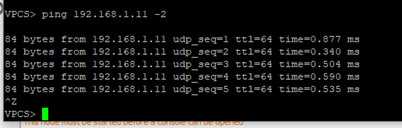 VPCS> ping 192.168.1.11 -2
84 bytes from 192.168.1.11 udp_seq=1 ttl=64 time=0.877 ms
84 bytes from 192.168.1.11 udp_seq=2 ttl=64 time=0.340 ms
84 bytes from 192.168.1.11 udp_seq=3 ttl=64 time=0.504 ms
84 bytes from 192.168.1.11 udp_seq=4 ttl=64 time=0.590 ms
84 bytes from 192.168.1.11 udp_seq=5 ttl=64 time=0.535 ms
^Z
VPCS>
This node must be started before a console can be opened